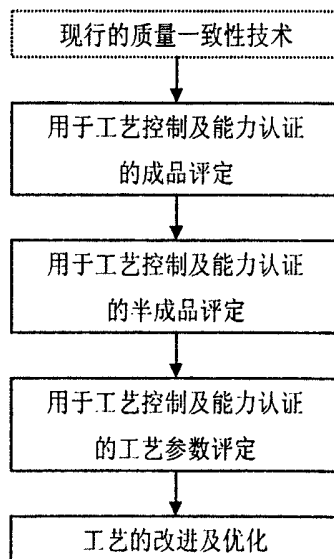 现行的质量一致性技术
用于工艺控制及能力认证
的成品评定
用于工艺控制及能力认证
的半成品评定
用于工艺控制及能力认证
的工艺参数评定
工艺的改进及优化